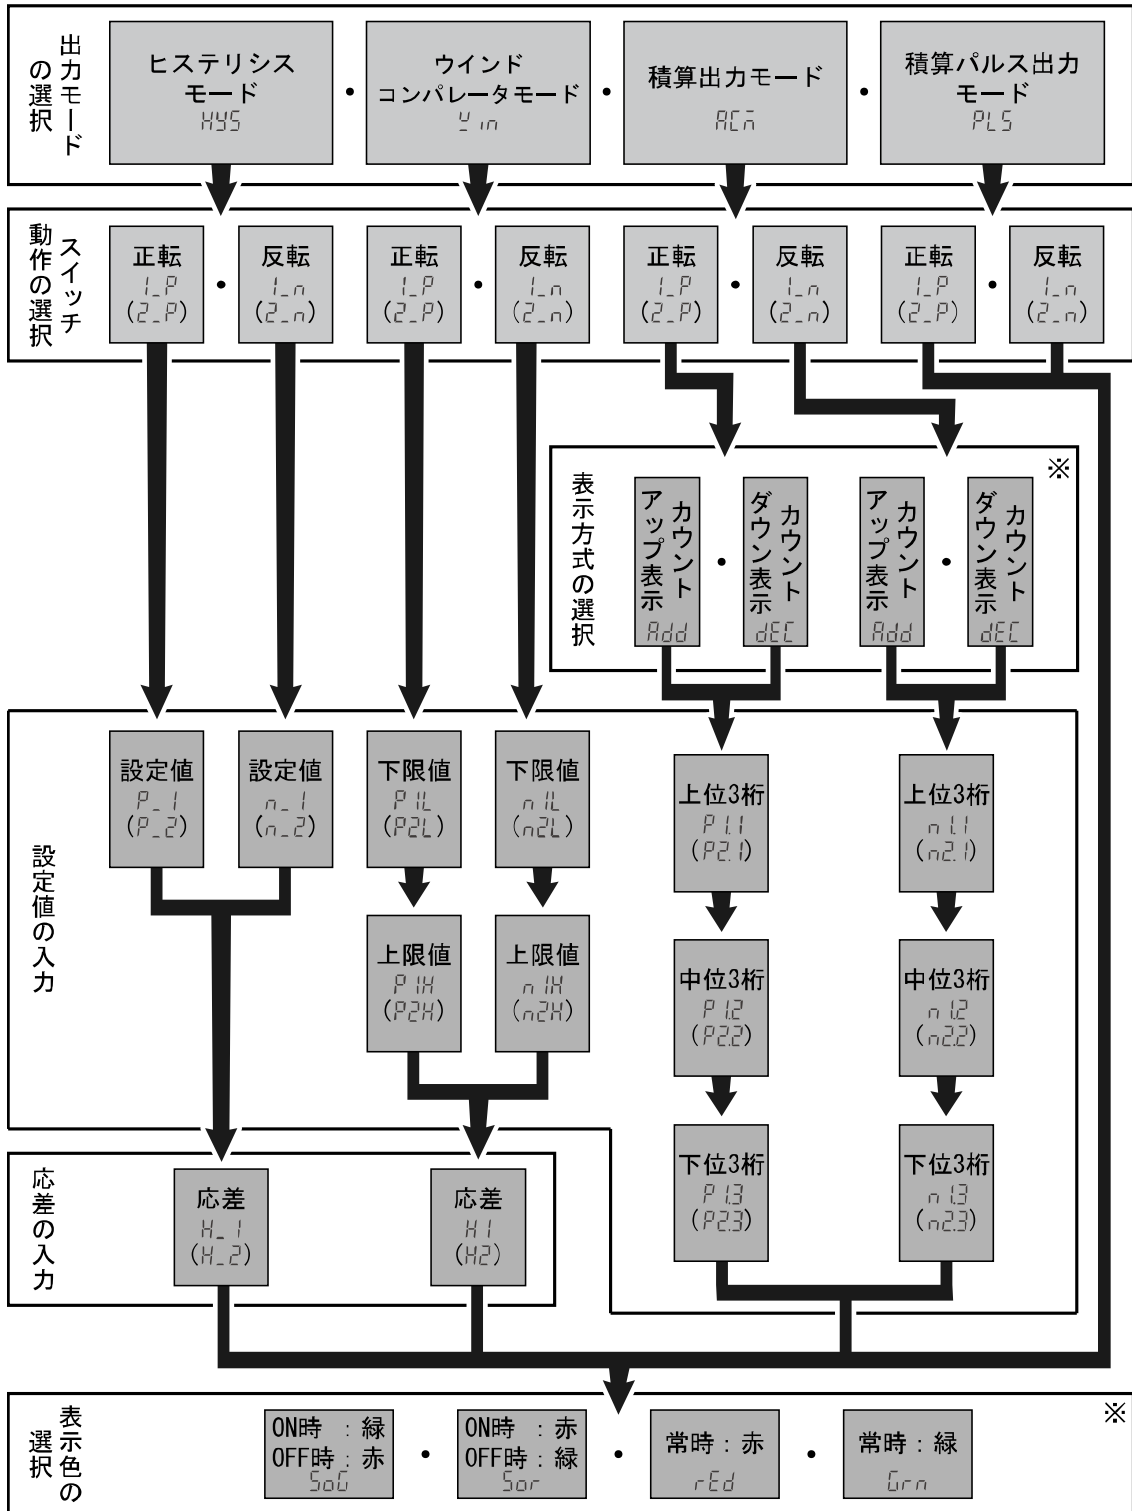 出力モード
の選択
ヒステリシス
モード
HYS
ウインド
コンパレータモード
Win
積算出力モード
ACm
積算パルス出力
モード
PLS
スイッチ
動作の選択
正転
1_P
(2_P)
反転
1_n
(2_n)
正転
1_P
(2_P)
反転
1_n
(2_n)
正転
1_P
(2_P)
反転
1_n
(2_n)
正転
1_P
(2_P)
反転
1_n
(2_n)
※
表示方式の選択
カウント
アップ表示
Add
カウント
ダウン表示
dEC
カウント
アップ表示
Add
カウント
ダウン表示
dEC
設定値の入力
設定値
P_1
(P_2)
設定値
n_1
(n_2)
下限値
P1L
(P2L)
下限値
n1L
(n2L)
上位3桁
P1.1
(P2.1)
上位3桁
n1.1
(n2.1)
上限値
P1H
(P2H)
上限値
n1H
(n2H)
中位3桁
P1.2
(P2.2)
中位3桁
n1.2
(n2.2)
下位3桁
P1.3
(P2.3)
下位3桁
n1.3
(n2.3)
応差の入力
応差
H_1
(H_2)
応差
H1
(H2)
表示色の
選択
※
ON時 : 緑
OFF時 : 赤
SoG
ON時 : 赤
OFF時 : 緑
Sor
常時 : 赤
rEd
常時 : 緑
Grn